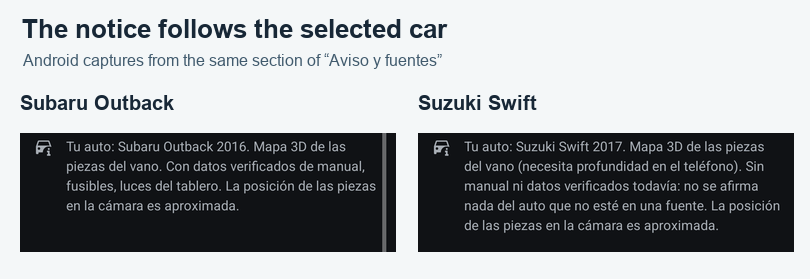 The notice follows the selected car
Android captures from the same section of “Aviso y fuentes”
Subaru Outback
Tu auto: Subaru Outback 2016. Mapa 3D de las
piezas del vano. Con datos verificados de manual,
fusibles, luces del tablero. La posición de las piezas
en la cámara es aproximada.
Suzuki Swift
Tu auto: Suzuki Swift 2017. Mapa 3D de las piezas
del vano (necesita profundidad en el teléfono). Sin
manual ni datos verificados todavía: no se afirma
nada del auto que no esté en una fuente. La posición
de las piezas en la cámara es aproximada.